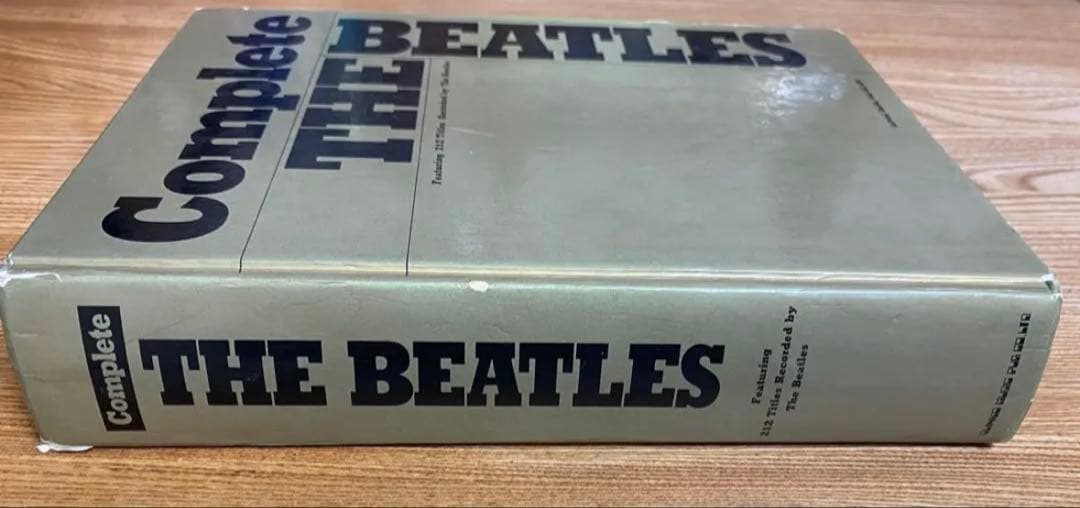 Complete
THE
BEATLES
Featuring 212 Titles Recorded by The Beatles
Complete
THE BEATLES
Featuring
212 Titles Recorded by
The Beatles